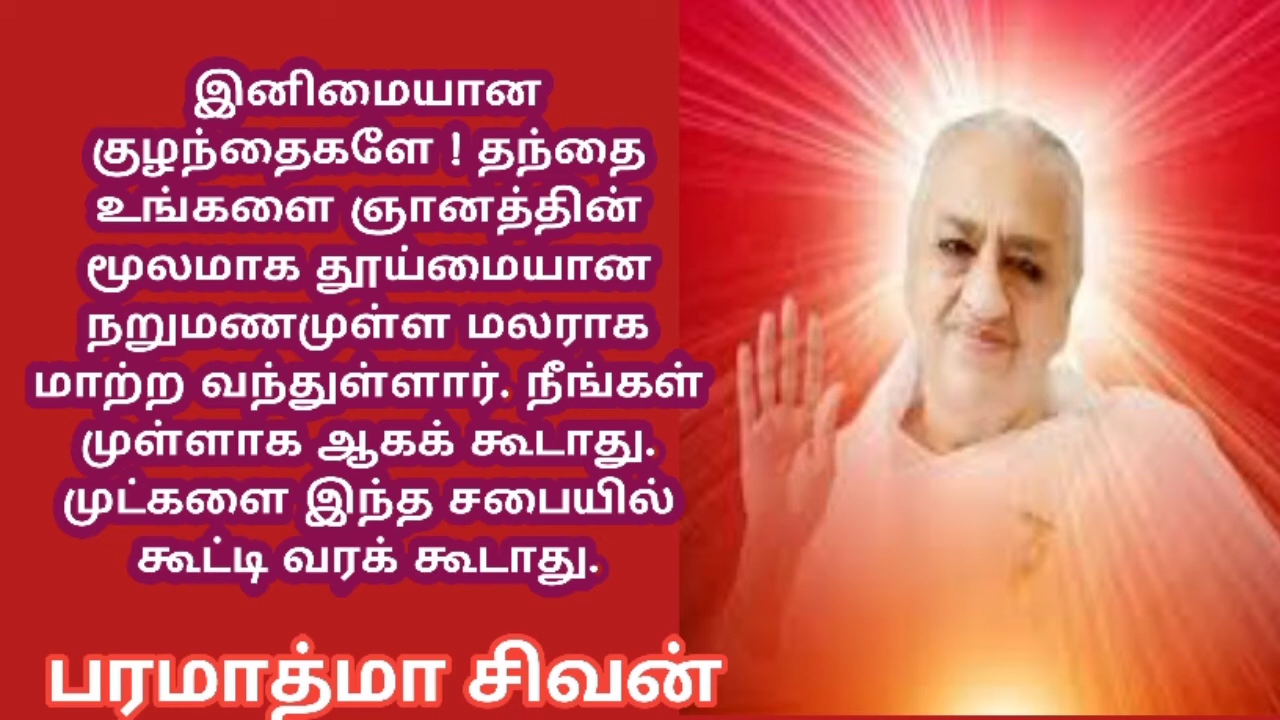 இனிமையான
குழந்தைகளே ! தந்தை
உங்களை ஞானத்தின்
மூலமாக தூய்மையான
நறுமணமுள்ள மலராக
மாற்ற வந்துள்ளார். நீங்கள்
முள்ளாக ஆகக் கூடாது.
முட்களை இந்த சபையில்
கூட்டி வரக் கூடாது.
பரமாத்மா சிவன்